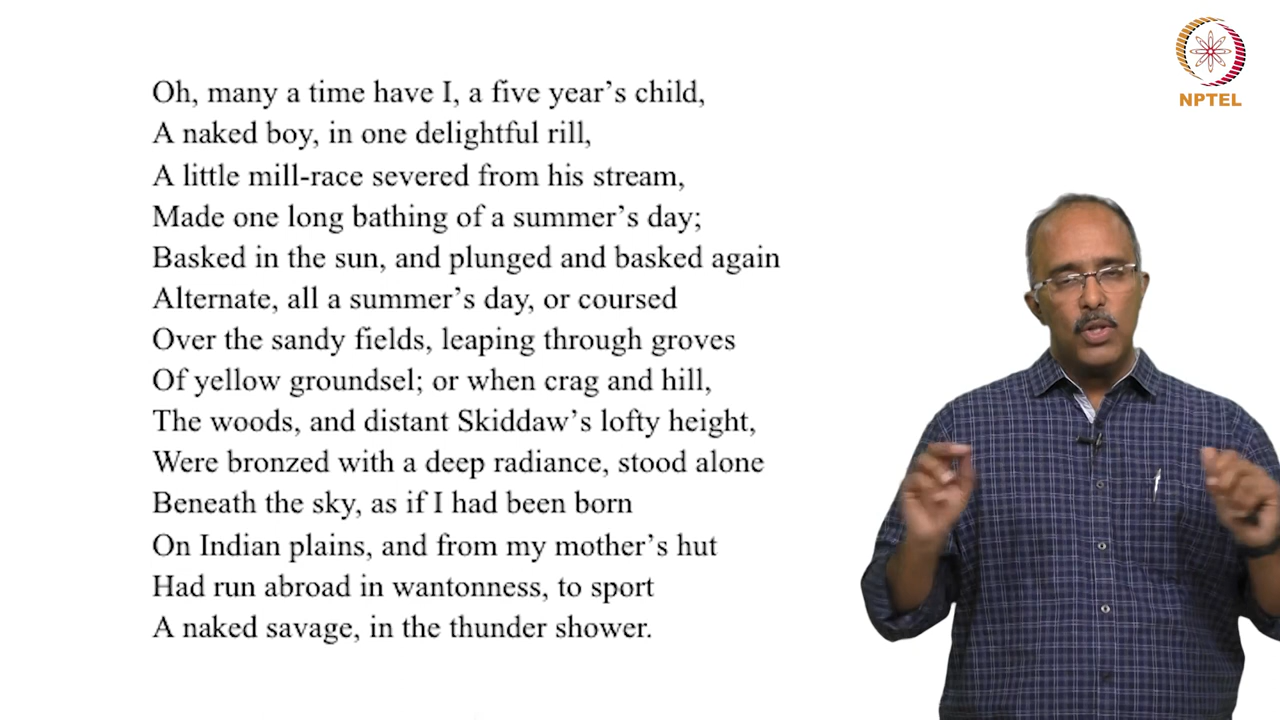 Oh, many a time have I, a five year’s child,
A naked boy, in one delightful rill,
A little mill-race severed from his stream,
Made one long bathing of a summer’s day;
Basked in the sun, and plunged and basked again
Alternate, all a summer’s day, or coursed
Over the sandy fields, leaping through groves
Of yellow groundsel; or when crag and hill,
The woods, and distant Skiddaw’s lofty height,
Were bronzed with a deep radiance, stood alone
Beneath the sky, as if I had been born
On Indian plains, and from my mother’s hut
Had run abroad in wantonness, to sport
A naked savage, in the thunder shower.
NPTEL